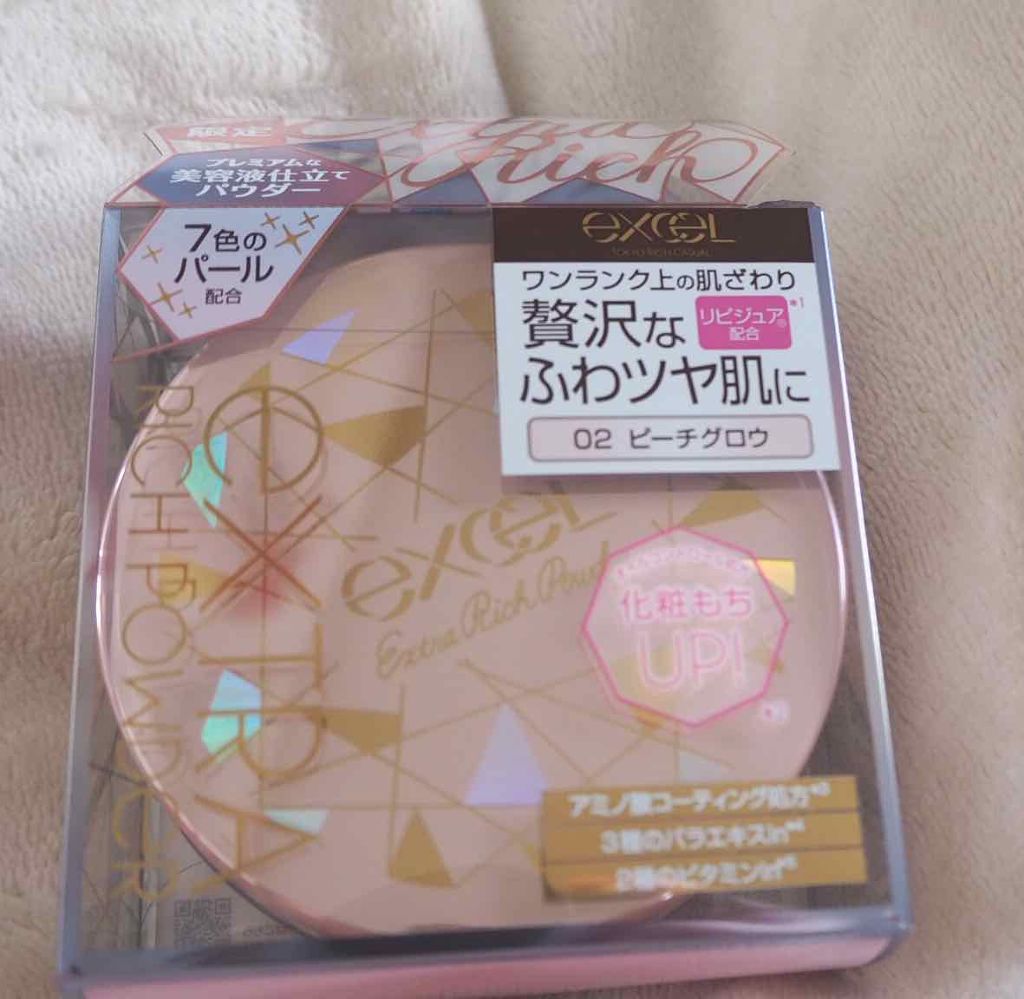 限定
Extra
Rich
プレミアムな
美容液仕立て
パウダー
7色の
パール
配合
excel
TOKYO RICH CASUAL
ワンランク上の肌ざわり
贅沢な
リピジュア®*1
配合
ふわツヤ肌に
02 ピーチグロウ
EXTRA
RICH POWDER
excel
Extra Rich Powder
化粧もち
UP!
アミノ酸コーティング処方*3
3種のバラエキスin*4
2種のビタミンin*5